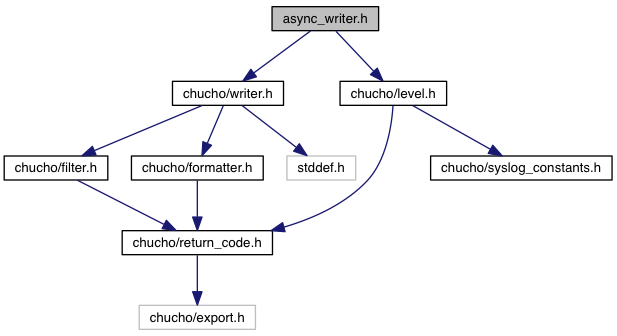 async_writer.h
chucho/writer.h
chucho/level.h
chucho/filter.h
chucho/formatter.h
stddef.h
chucho/syslog_constants.h
chucho/return_code.h
chucho/export.h